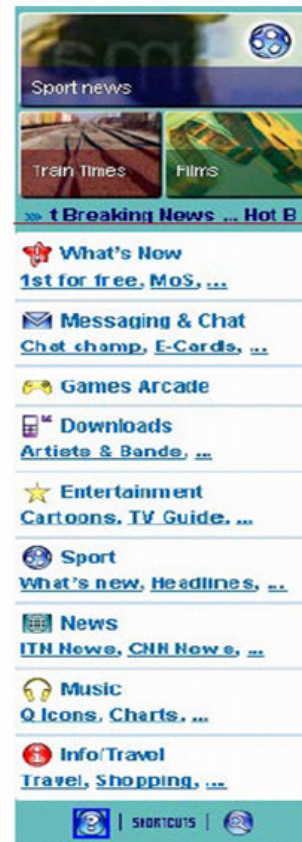 Sport news
Train Times
Films
»» t Breaking News ... Hot B
What's New
1st for free, MoS, ...
Messaging & Chat
Chat champ, E-Cards, ...
Games Arcade
Downloads
Artists & Bands, ...
Entertainment
Cartoons, TV Guide, ...
Sport
What's new, Headlines, ...
News
ITN News, CNN News, ...
Music
Q Icons, Charts, ...
Info/Travel
Travel, Shopping, ...
| SHORTCUTS |